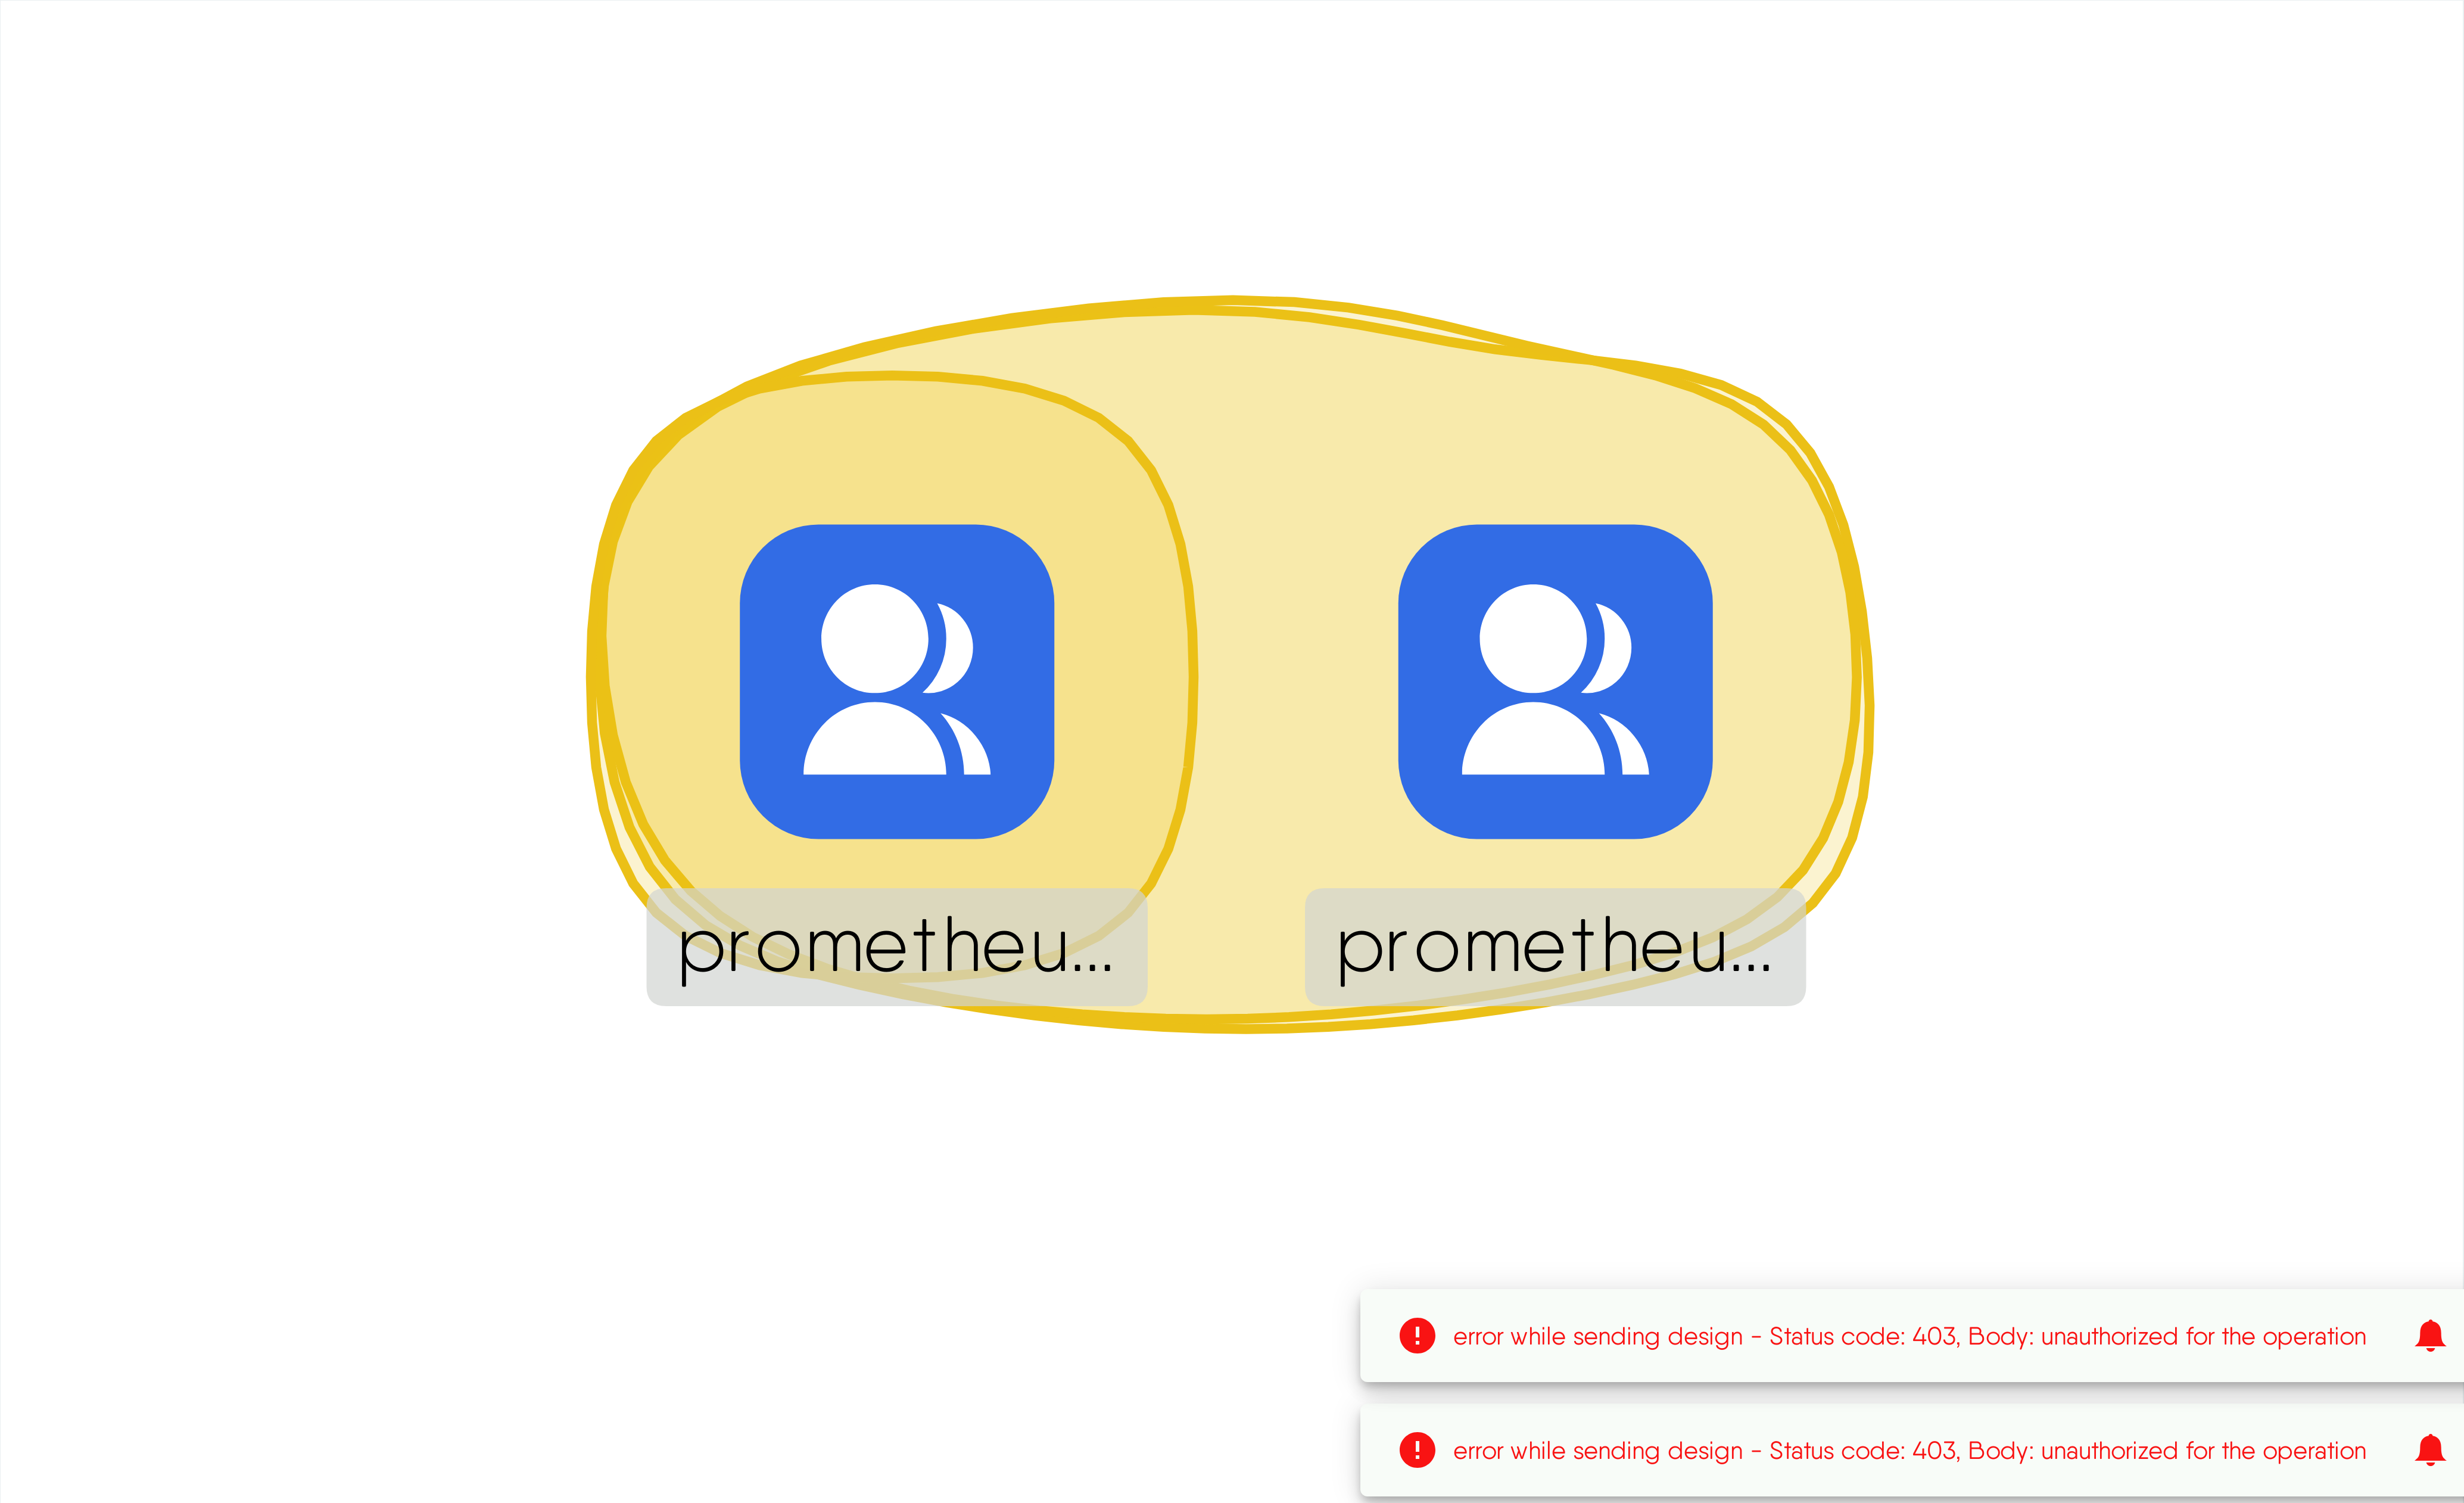 prometheu...
prometheu...
error while sending design - Status code: 403, Body: unauthorized for the operation
error while sending design - Status code: 403, Body: unauthorized for the operation